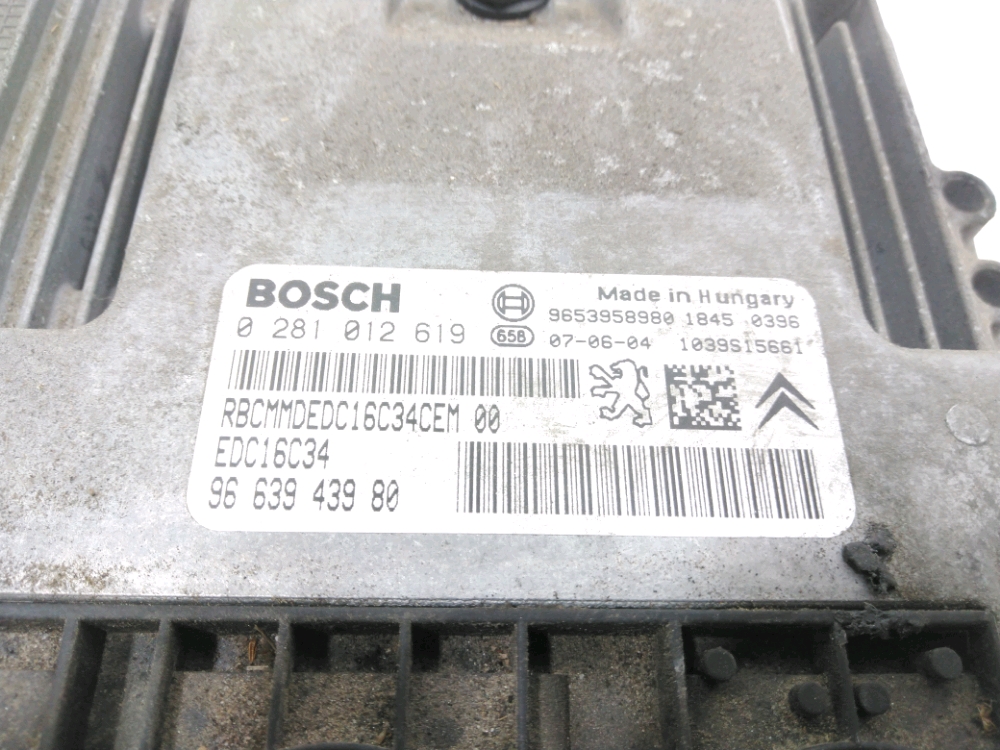 BOSCH
0 281 012 619
H
Made in Hungary
9653958980 1845 0396
658 07-06-04 1039S15661
RBCMMDEDC16C34CEM 00
EDC16C34
96 639 439 80